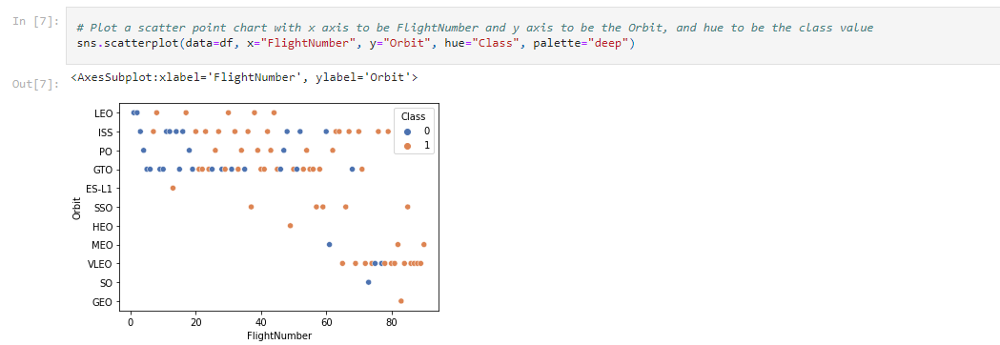 In [7]:
# Plot a scatter point chart with x axis to be FlightNumber and y axis to be the Orbit, and hue to be the class value
sns.scatterplot(data=df, x="FlightNumber", y="Orbit", hue="Class", palette="deep")
Out[7]:
<AxesSubplot:xlabel='FlightNumber', ylabel='Orbit'>
Class
0
1
LEO
ISS
PO
GTO
ES-L1
SSO
HEO
MEO
VLEO
SO
GEO
Orbit
0 20 40 60 80
FlightNumber